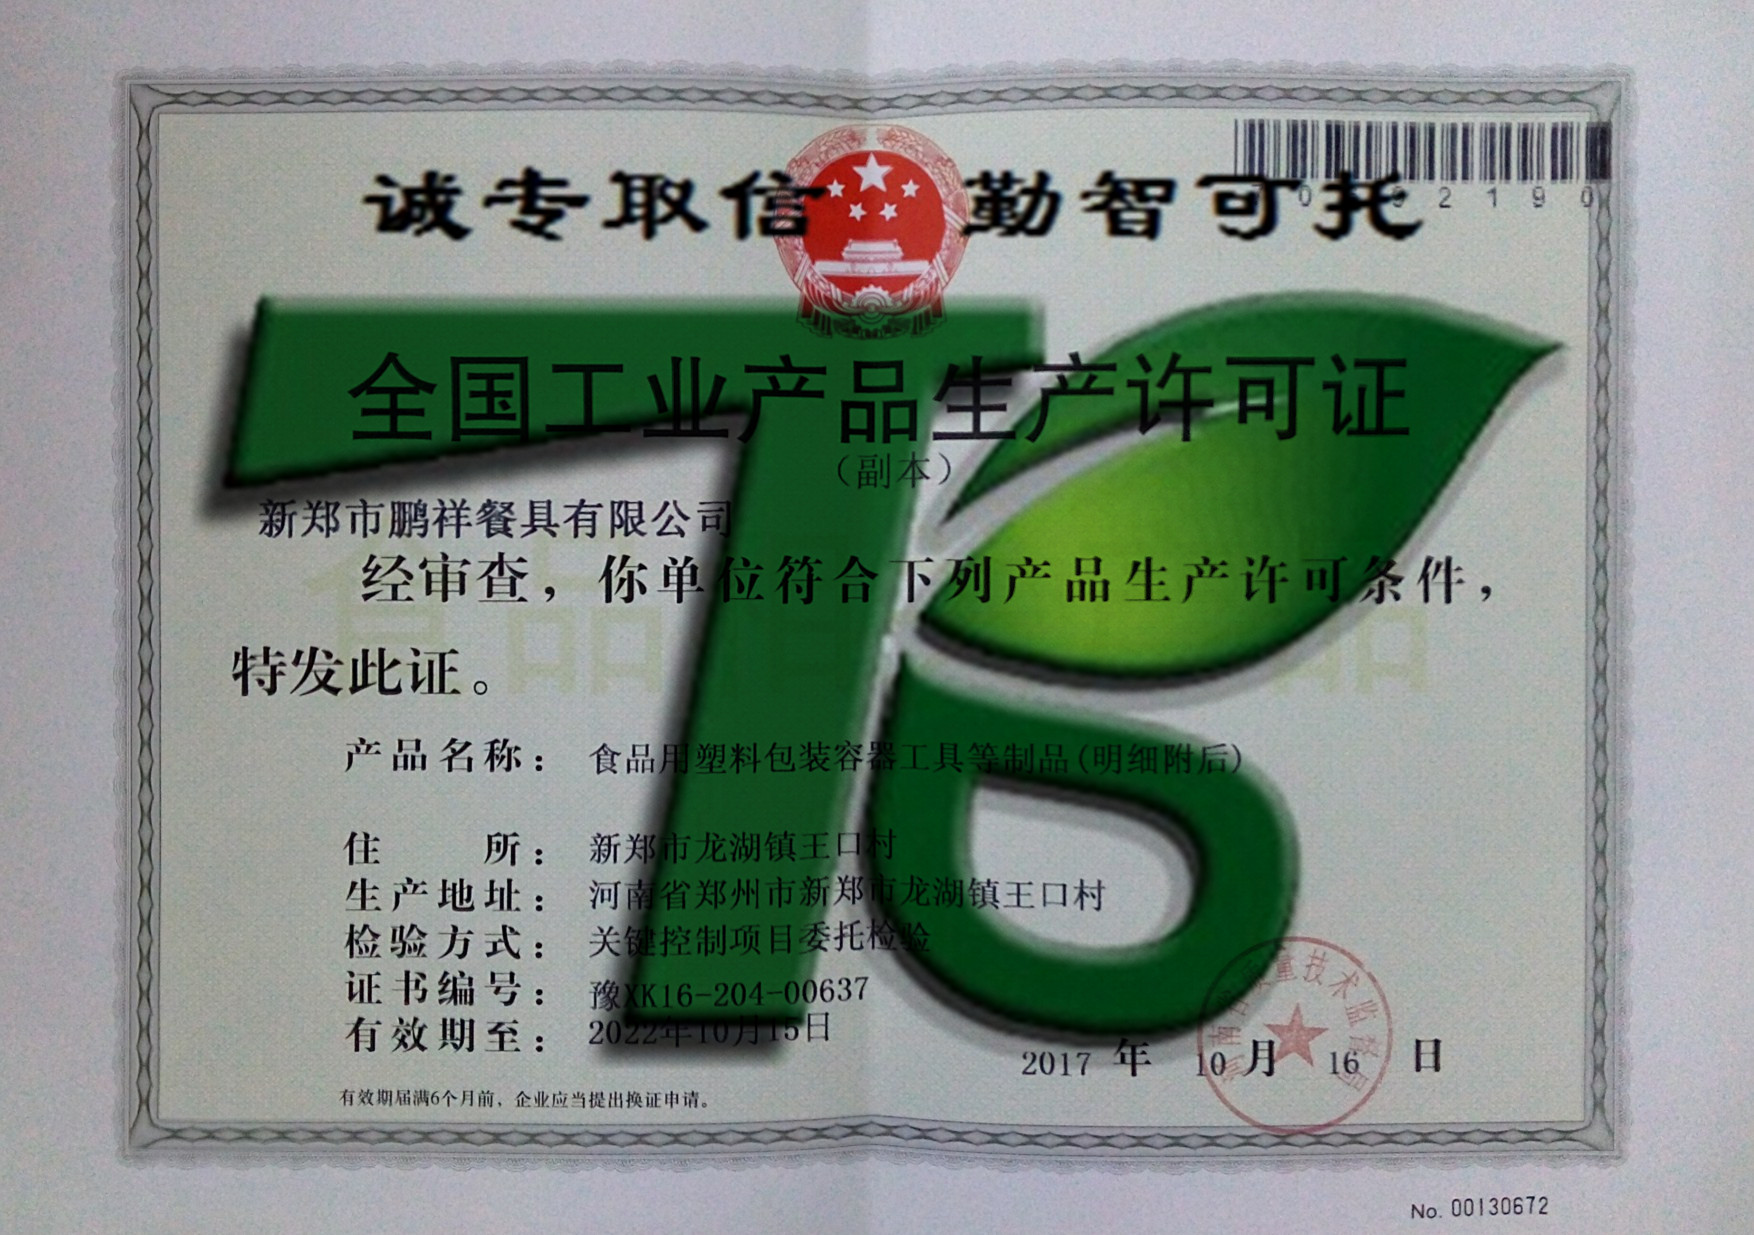 诚专取信 勤智可托
全国工业产品生产许可证
(副本)
新郑市鹏祥餐具有限公司
经审查，你单位符合下列产品生产许可条件，
特发此证。
产品名称：食品用塑料包装容器工具等制品(明细附后)
住所：新郑市龙湖镇王口村
生产地址：河南省郑州市新郑市龙湖镇王口村
检验方式：关键控制项目委托检验
证书编号：豫XK16-204-00637
有效期至：2022年10月15日
2017 年 10 月 16 日
有效期届满6个月前，企业应当提出换证申请。
No. 00130672